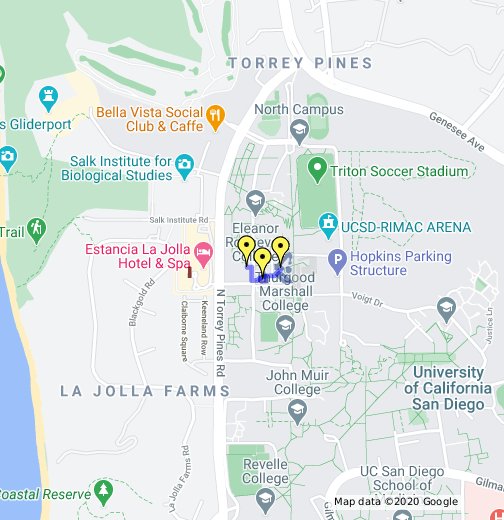 TORREY PINES
Bella Vista Social
Club & Caffe
North Campus
Genesee Ave
s Gliderport
Salk Institute for
Biological Studies
Triton Soccer Stadium
Salk Institute Rd
Eleanor
College
UCSD-RIMAC ARENA
Trail
Estancia La Jolla
Hotel & Spa
Hopkins Parking
Structure
Marshall
College
Blackgold Rd
Claiborne Square
Keeneland Row
N Torrey Pines Rd
Voigt Dr
Justice Ln
John Muir
College
University
of California
San Diego
LA JOLLA FARMS
La Jolla Farms Rd
Revelle
College
UC San Diego
School of
Gilma
Coastal Reserve
Map data ©2020 Google